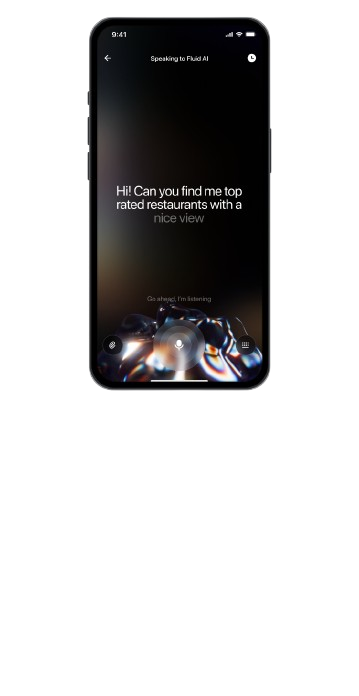 9:41
Speaking to Fluid AI
Hi! Can you find me top
rated restaurants with a
nice view
Go ahead, I'm listening